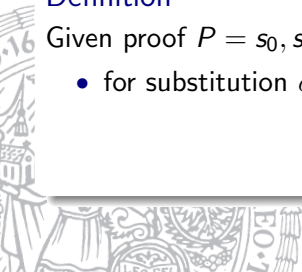 Definition
Given proof P = s₀, s
• for substitution